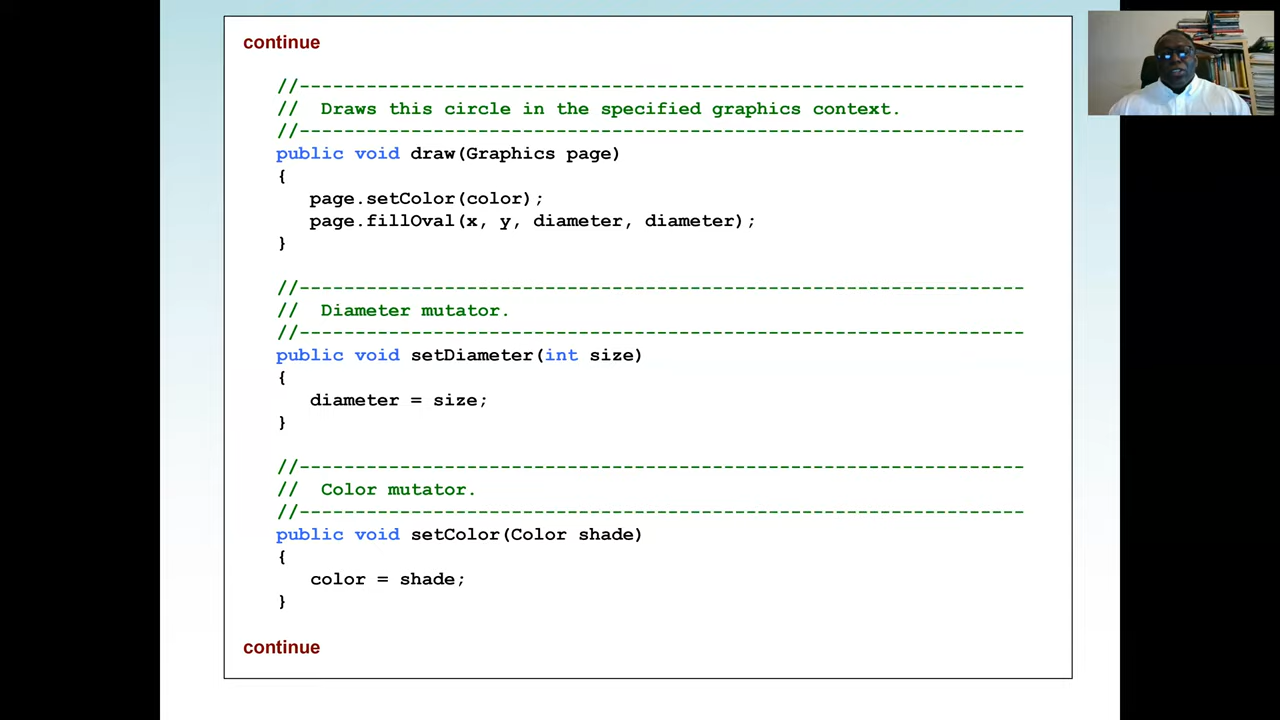 continue
//-----------------------------------------------------------------
//  Draws this circle in the specified graphics context.
//-----------------------------------------------------------------
public void draw(Graphics page)
{
   page.setColor(color);
   page.fillOval(x, y, diameter, diameter);
}
//-----------------------------------------------------------------
//  Diameter mutator.
//-----------------------------------------------------------------
public void setDiameter(int size)
{
   diameter = size;
}
//-----------------------------------------------------------------
//  Color mutator.
//-----------------------------------------------------------------
public void setColor(Color shade)
{
   color = shade;
}
continue